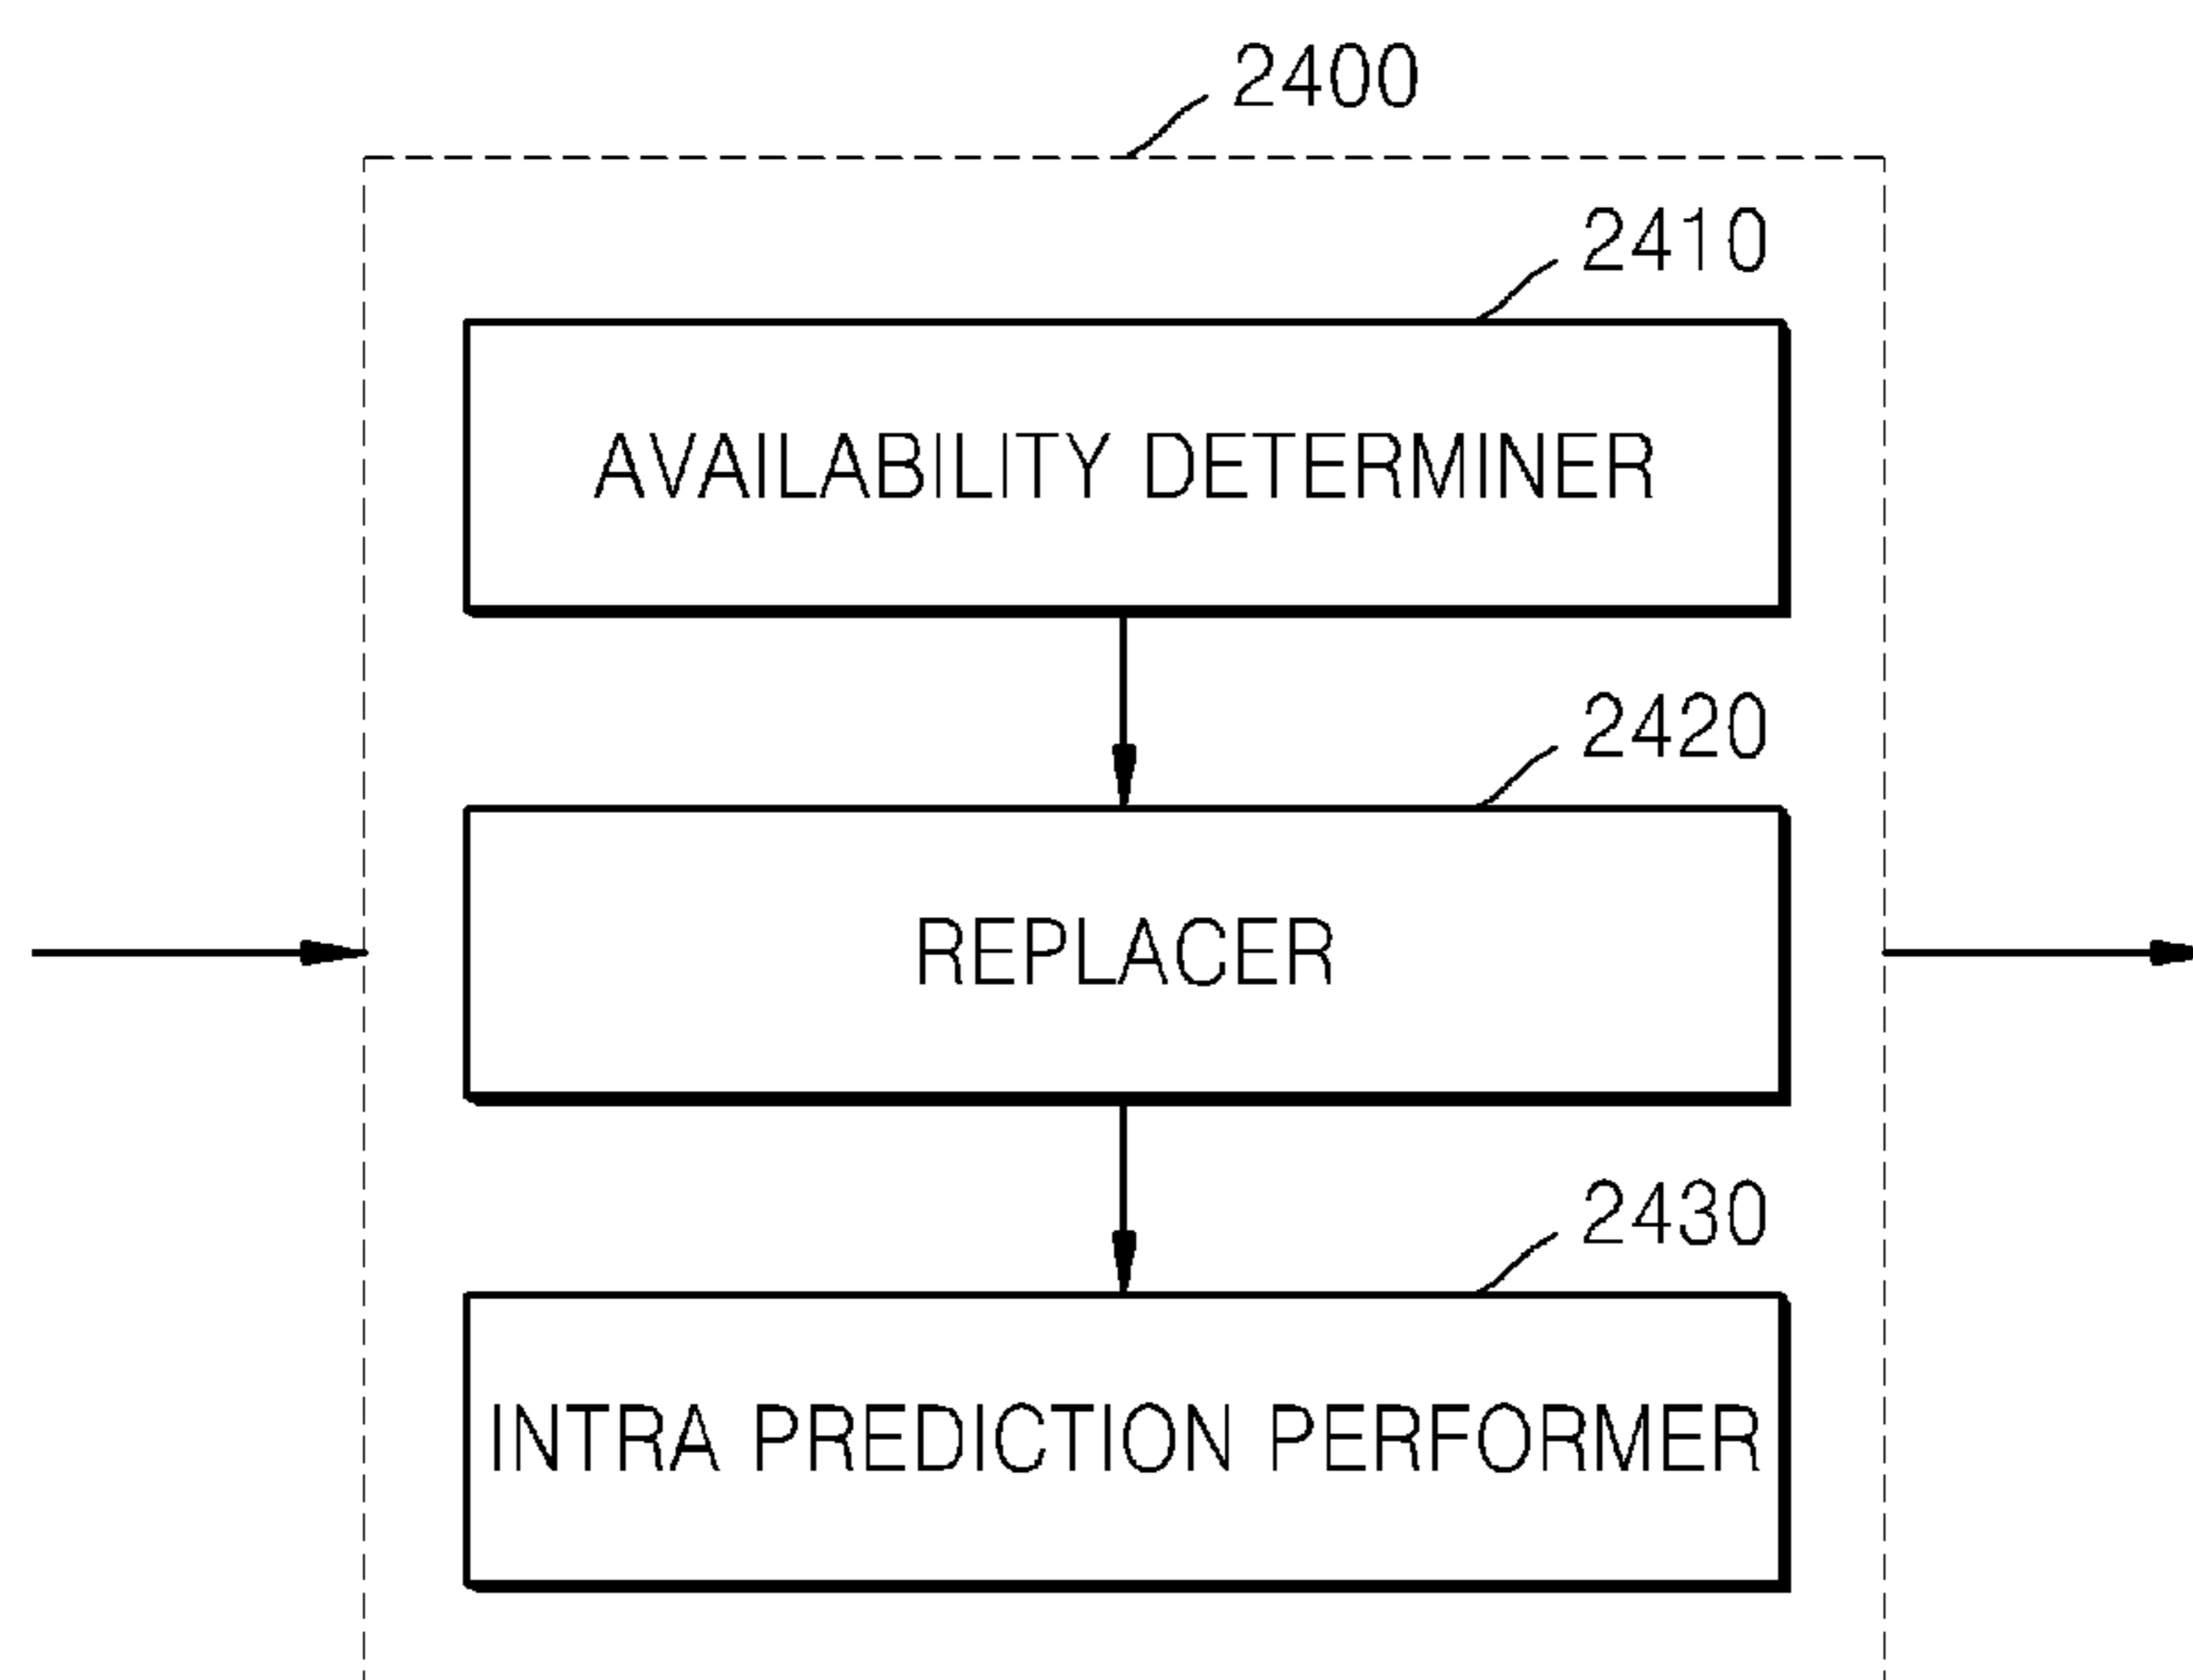 2400
2410
AVAILABILITY DETERMINER
2420
REPLACER
2430
INTRA PREDICTION PERFORMER